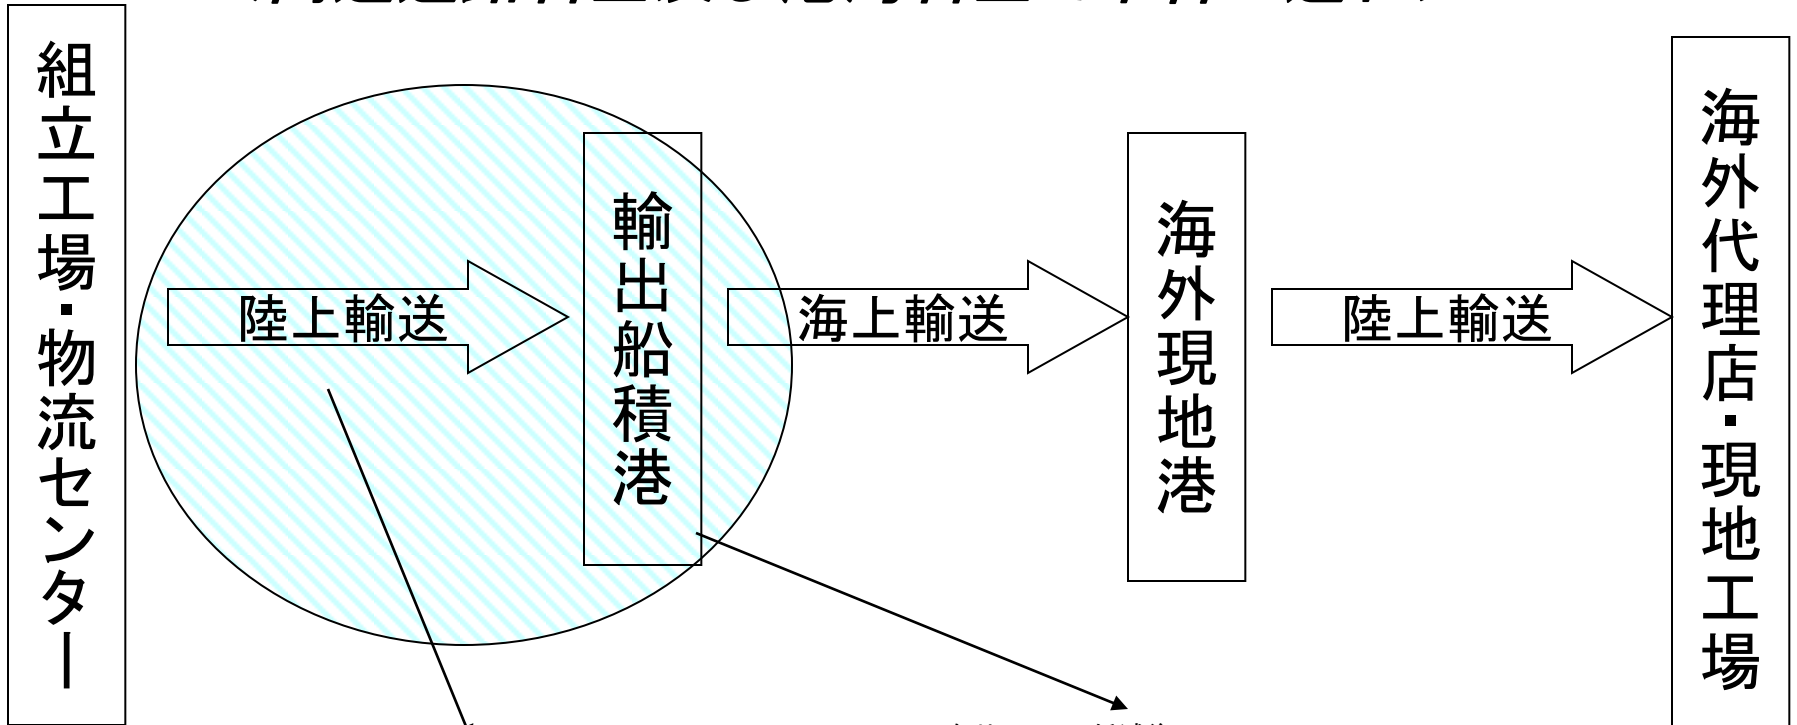 組立工場・物流センター
陸上輸送
輸出船積港
海上輸送
海外現地港
陸上輸送
海外代理店・現地工場